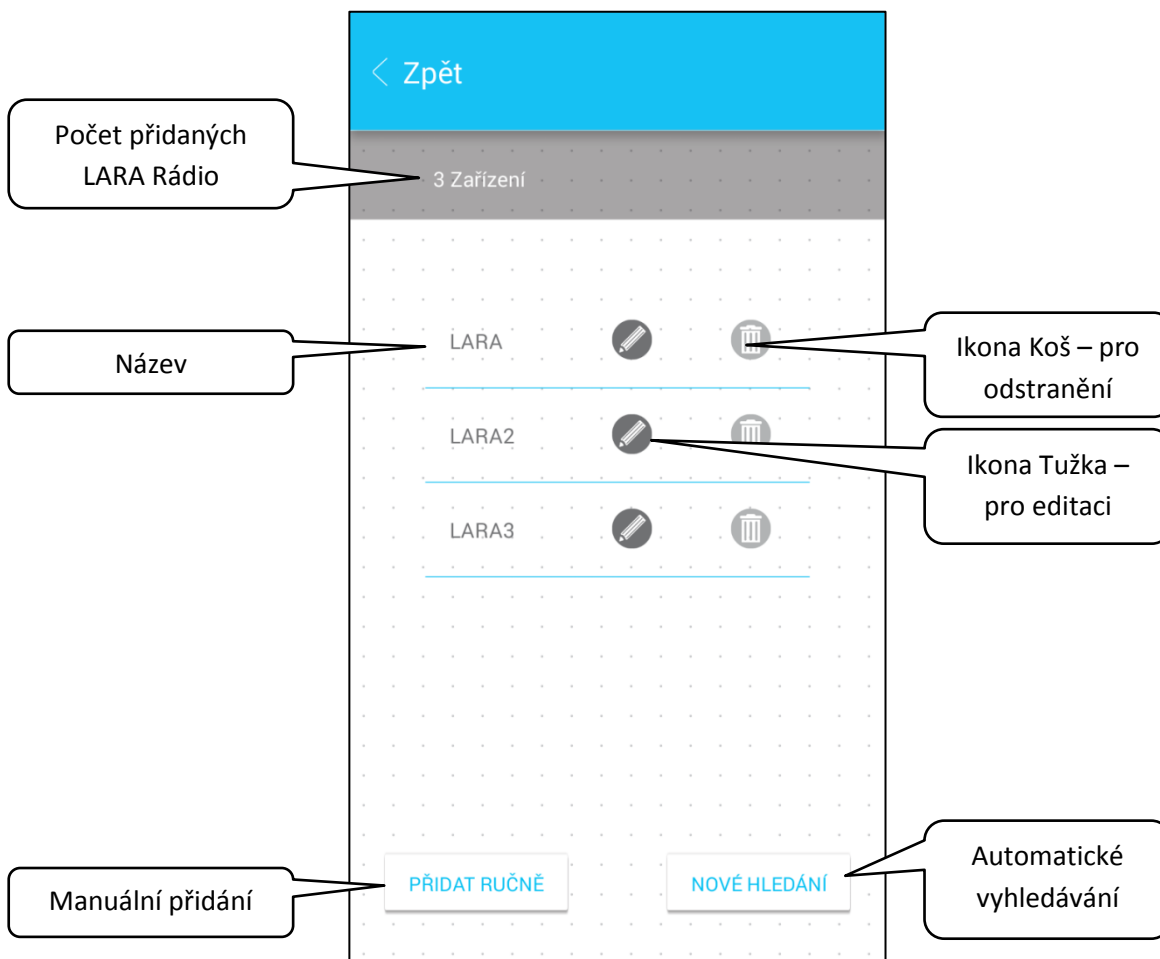 Zpět
Počet přidaných
LARA Rádio
3 Zařízení
Název
LARA
Ikona Koš – pro
odstranění
LARA2
Ikona Tužka –
pro editaci
LARA3
Manuální přidání
PŘIDAT RUČNĚ
NOVÉ HLEDÁNÍ
Automatické
vyhledávání